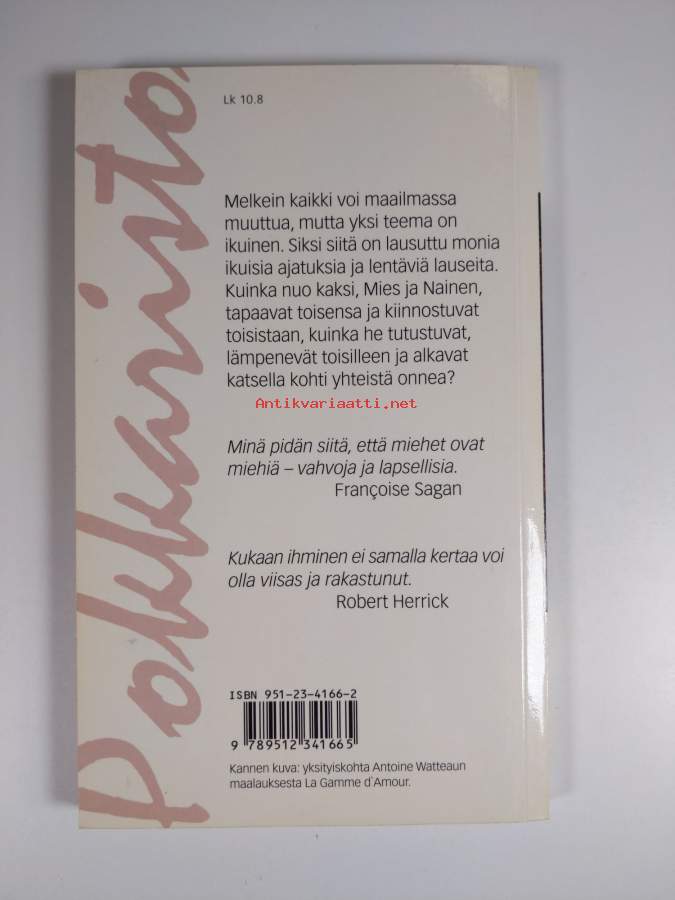 Lk 10.8
Pokkaristo
Melkein kaikki voi maailmassa
muuttua, mutta yksi teema on
ikuinen. Siksi siitä on lausuttu monia
ikuisia ajatuksia ja lentäviä lauseita.
Kuinka nuo kaksi, Mies ja Nainen,
tapaavat toisensa ja kiinnostuvat
toisistaan, kuinka he tutustuvat,
lämpenevät toisilleen ja alkavat
katsella kohti yhteistä onnea?
Antikvariaatti.net
Minä pidän siitä, että miehet ovat
miehiä – vahvoja ja lapsellisia.
Françoise Sagan
Kukaan ihminen ei samalla kertaa voi
olla viisas ja rakastunut.
Robert Herrick
ISBN 951-23-4166-2
9 789512 341665
Kannen kuva: yksityiskohta Antoine Watteaun
maalauksesta La Gamme d`Amour.